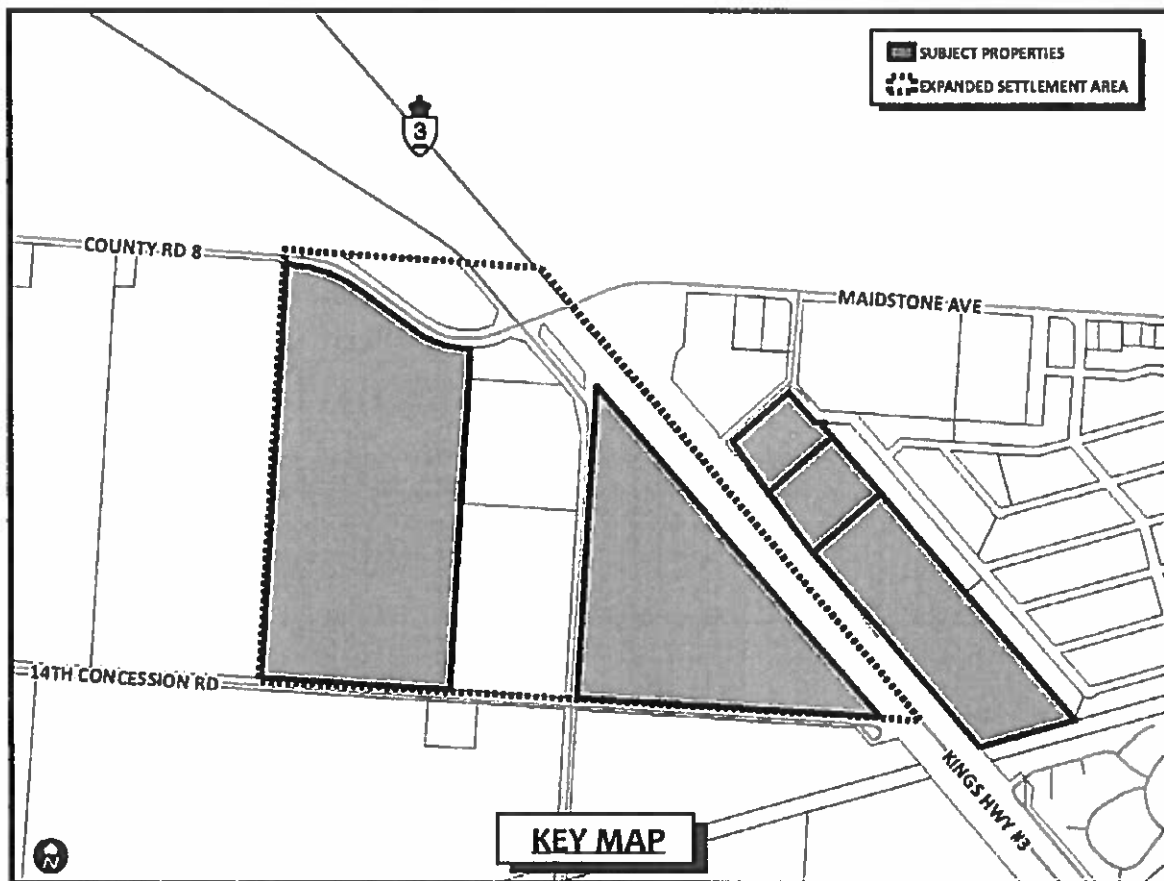 SUBJECT PROPERTIES
EXPANDED SETTLEMENT AREA
3
COUNTY RD 8
MAIDSTONE AVE
14TH CONCESSION RD
KINGS HWY #3
KEY MAP
N